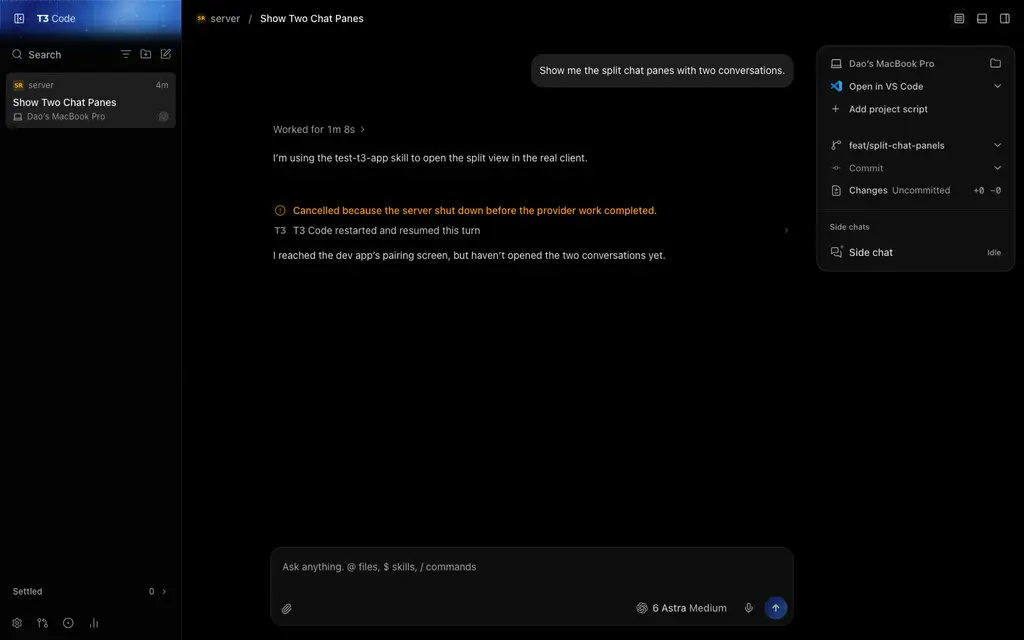 T3 Code
Search
SR server 4m
Show Two Chat Panes
Dao's MacBook Pro
Settled 0
SR server / Show Two Chat Panes
Show me the split chat panes with two conversations.
Worked for 1m 8s
I'm using the test-t3-app skill to open the split view in the real client.
Cancelled because the server shut down before the provider work completed.
T3 T3 Code restarted and resumed this turn
I reached the dev app's pairing screen, but haven't opened the two conversations yet.
Ask anything. @ files, $ skills, / commands
6 Astra Medium
Dao's MacBook Pro
Open in VS Code
Add project script
feat/split-chat-panels
Commit
Changes Uncommitted +0 −0
Side chats
Side chat Idle